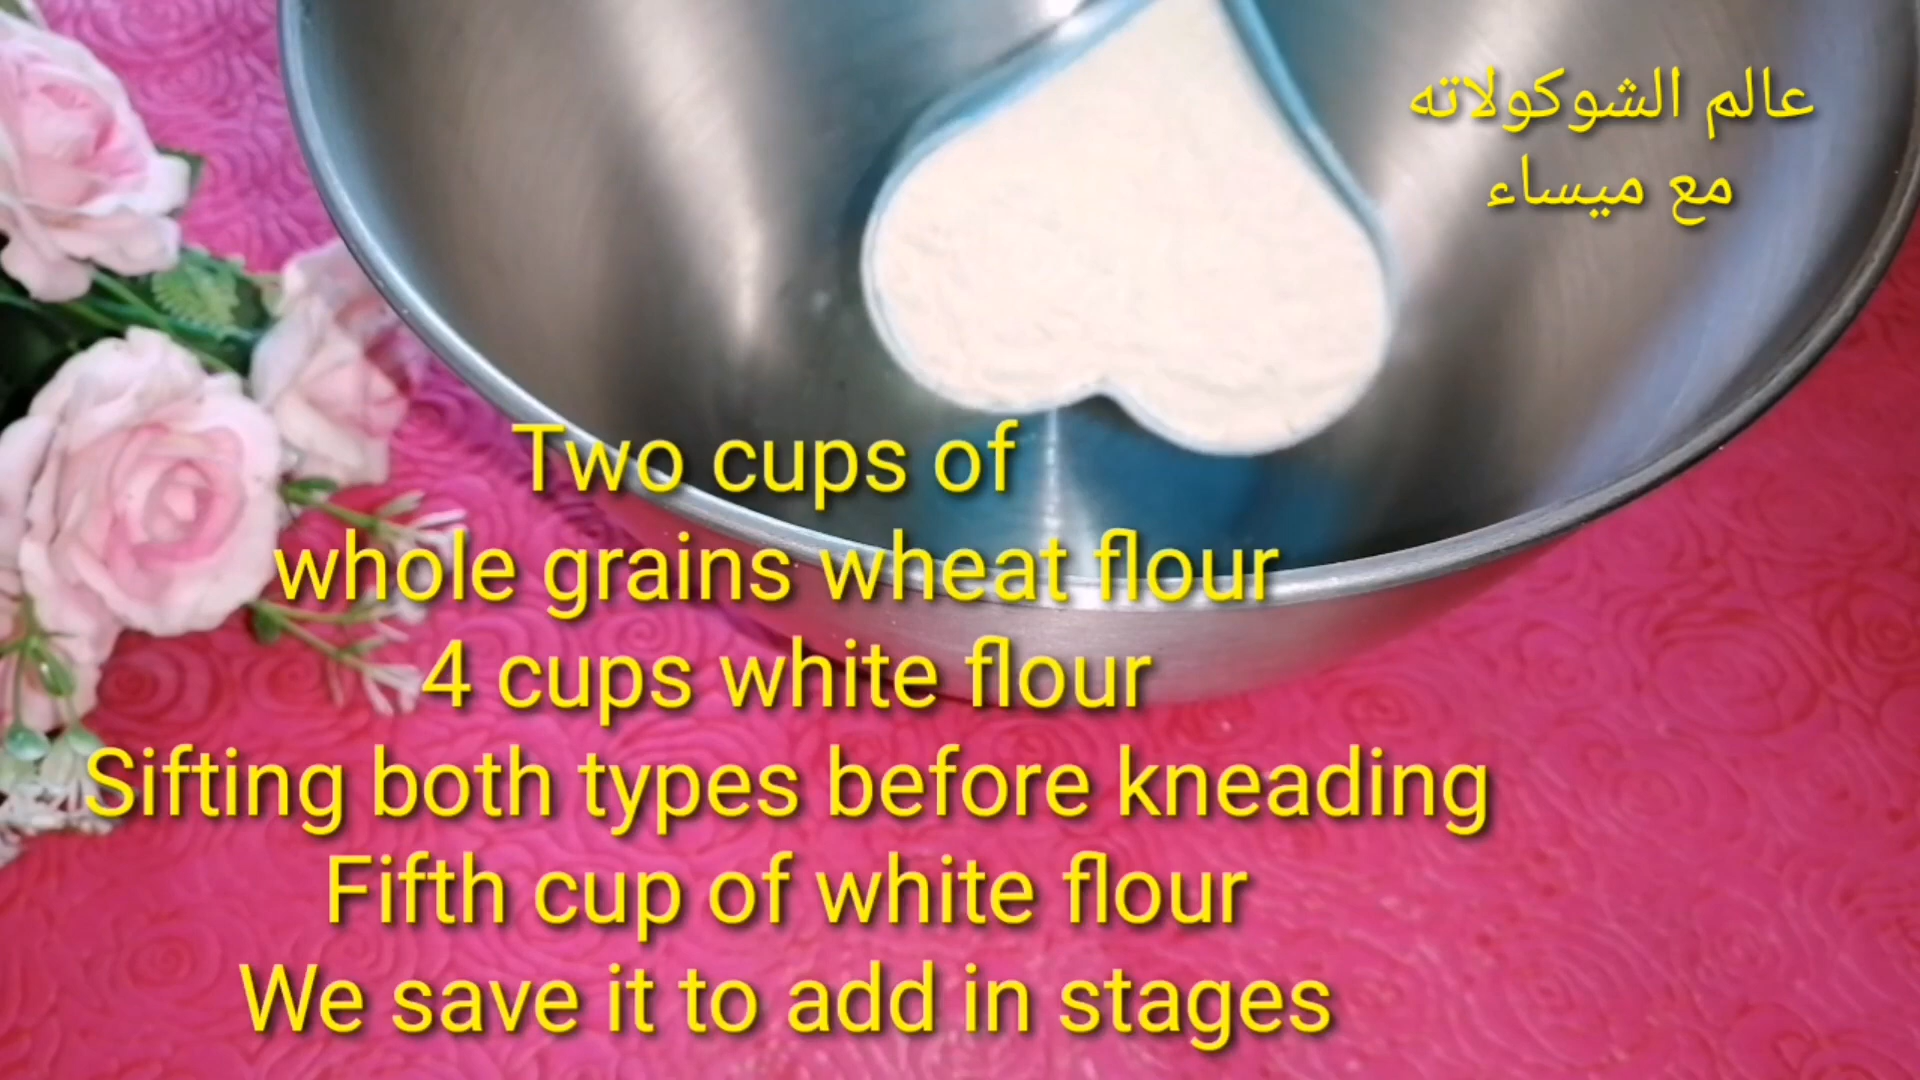 عالم الشوكولاته
مع ميساء
Two cups of
whole grains wheat flour
4 cups white flour
Sifting both types before kneading
Fifth cup of white flour
We save it to add in stages